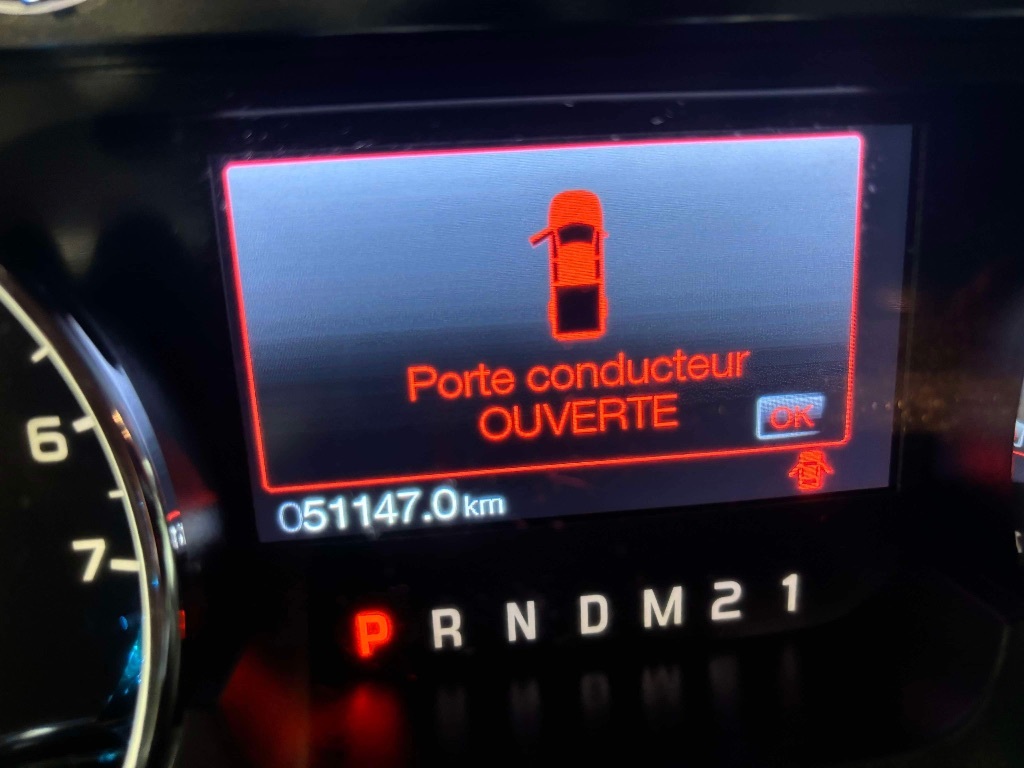 Porte conducteur
OUVERTE
OK
051147.0 km
6
7
P R N D M 2 1